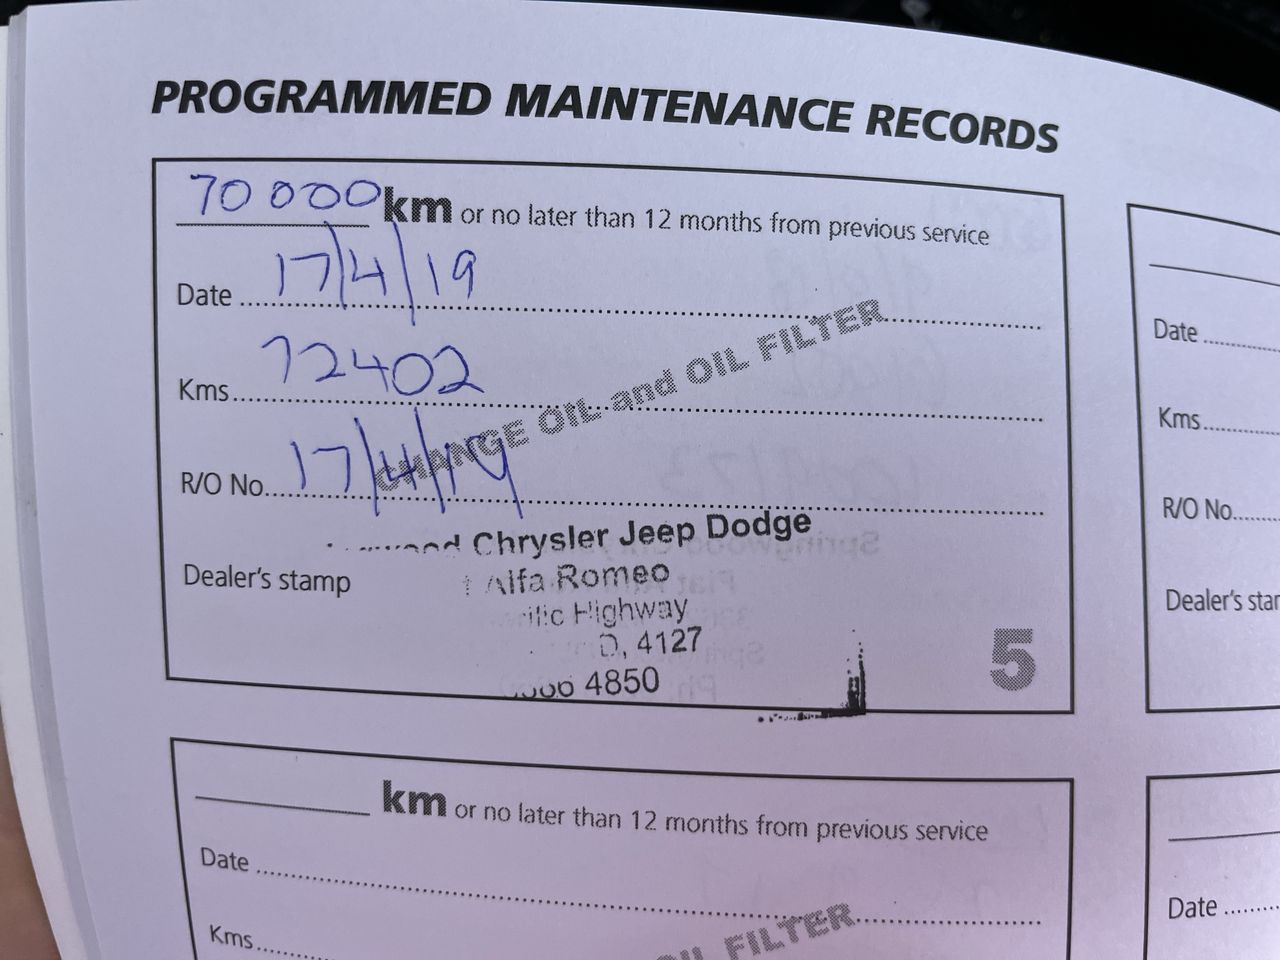 PROGRAMMED MAINTENANCE RECORDS
70 000 km or no later than 12 months from previous service
Date 17/4/19
Kms 72402
R/O No. 17/4/19
CHANGE OIL and OIL FILTER
Chrysler Jeep Dodge
Dealer's stamp
Alfa Romeo
Highway
4127
4850
5
km or no later than 12 months from previous service
Date
Kms
OIL FILTER
Date
Kms
R/O No.
Dealer's
Date